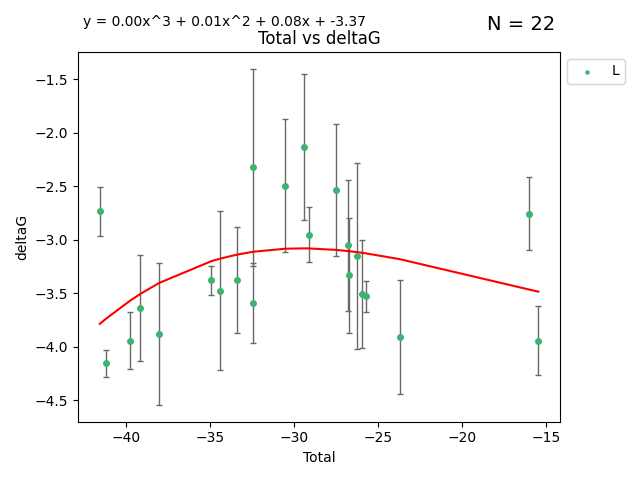 y = 0.00x^3 + 0.01x^2 + 0.08x + -3.37
N = 22
Total vs deltaG
L
deltaG
−1.5
−2.0
−2.5
−3.0
−3.5
−4.0
−4.5
−40
−35
−30
−25
−20
−15
Total